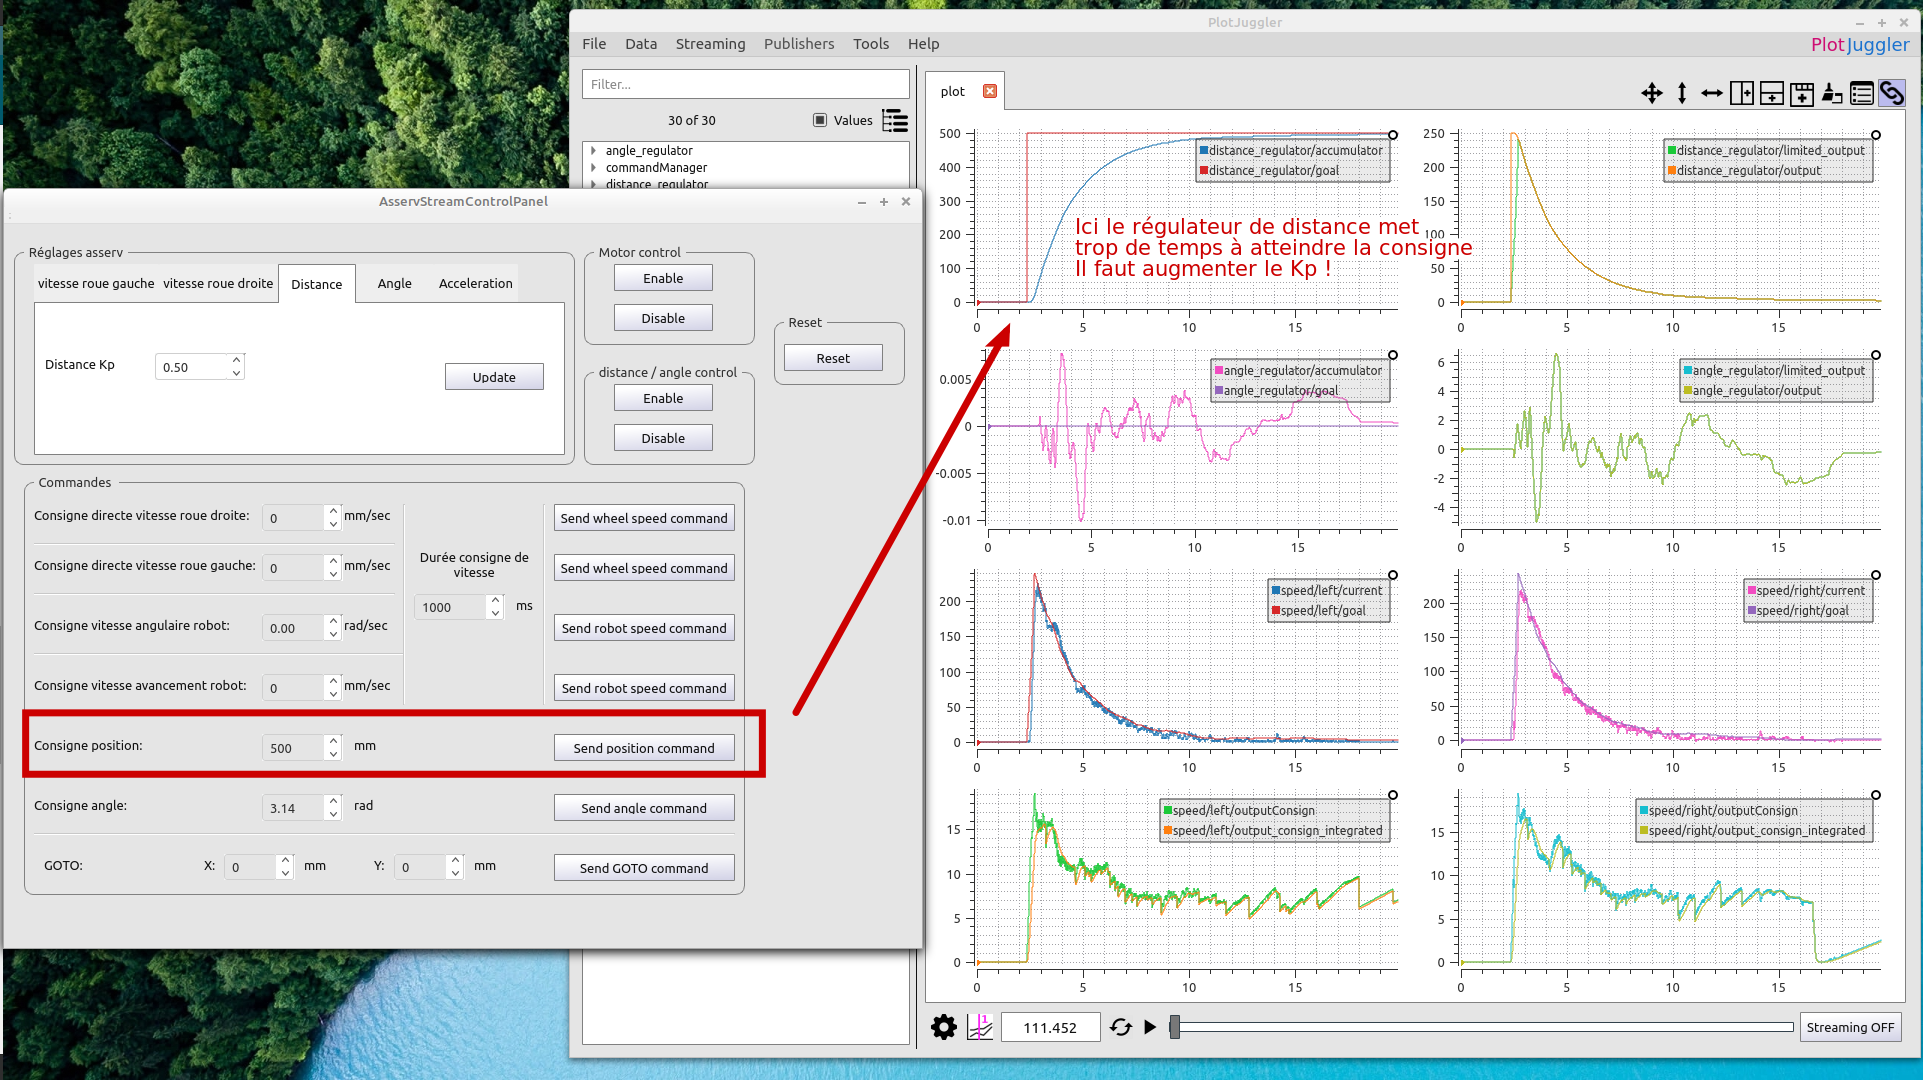 PlotJuggler
File Data Streaming Publishers Tools Help
PlotJuggler
Filter...
30 of 30
Values
angle_regulator
commandManager
distance_regulator
AsservStreamControlPanel
Réglages asserv
vitesse roue gauche
vitesse roue droite
Distance
Angle
Acceleration
Distance Kp
0.50
Update
Motor control
Enable
Disable
distance / angle control
Enable
Disable
Reset
Reset
Commandes
Consigne directe vitesse roue droite:
0
mm/sec
Send wheel speed command
Consigne directe vitesse roue gauche:
0
mm/sec
Send wheel speed command
Durée consigne de
vitesse
1000
ms
Consigne vitesse angulaire robot:
0.00
rad/sec
Send robot speed command
Consigne vitesse avancement robot:
0
mm/sec
Send robot speed command
Consigne position:
500
mm
Send position command
Consigne angle:
3.14
rad
Send angle command
GOTO:
X:
0
mm
Y:
0
mm
Send GOTO command
plot
500
400
300
200
100
0
0 5 10 15
distance_regulator/accumulator
distance_regulator/goal
Ici le régulateur de distance met
trop de temps à atteindre la consigne
Il faut augmenter le Kp !
250
200
150
100
50
0
0 5 10 15
distance_regulator/limited_output
distance_regulator/output
0.005
0
-0.005
-0.01
0 5 10 15
angle_regulator/accumulator
angle_regulator/goal
6
4
2
0
-2
-4
0 5 10 15
angle_regulator/limited_output
angle_regulator/output
200
150
100
50
0
0 5 10 15
speed/left/current
speed/left/goal
200
150
100
50
0
0 5 10 15
speed/right/current
speed/right/goal
15
10
5
0
0 5 10 15
speed/left/outputConsign
speed/left/output_consign_integrated
15
10
5
0
0 5 10 15
speed/right/outputConsign
speed/right/output_consign_integrated
1
111.452
Streaming OFF